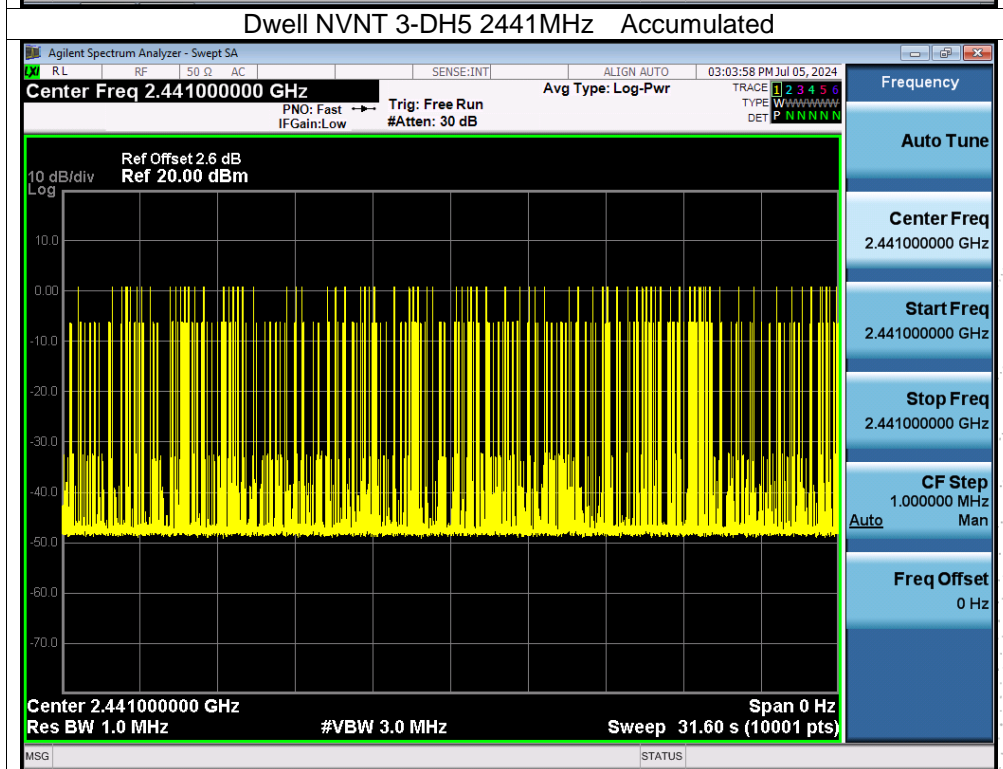 Dwell NVNT 3-DH5 2441MHz Accumulated
Agilent Spectrum Analyzer - Swept SA
LXI RL RF 50 Ω AC SENSE:INT ALIGN AUTO 03:03:58 PM Jul 05, 2024
Center Freq 2.441000000 GHz Avg Type: Log-Pwr TRACE 1 2 3 4 5 6
PNO: Fast Trig: Free Run TYPE W W W W W W
IFGain:Low #Atten: 30 dB DET P N N N N N
Frequency
Auto Tune
Center Freq
2.441000000 GHz
Start Freq
2.441000000 GHz
Stop Freq
2.441000000 GHz
CF Step
1.000000 MHz
Auto Man
Freq Offset
0 Hz
Ref Offset 2.6 dB
10 dB/div Ref 20.00 dBm
Log
10.0
0.00
-10.0
-20.0
-30.0
-40.0
-50.0
-60.0
-70.0
Center 2.441000000 GHz Span 0 Hz
Res BW 1.0 MHz #VBW 3.0 MHz Sweep 31.60 s (10001 pts)
MSG STATUS